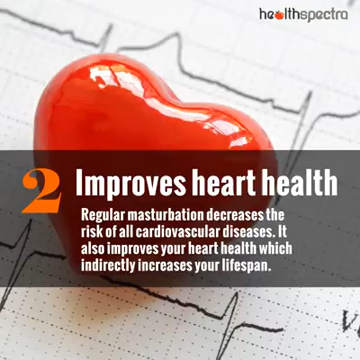 healthspectra
2 Improves heart health
Regular masturbation decreases the
risk of all cardiovascular diseases. It
also improves your heart health which
indirectly increases your lifespan.
V